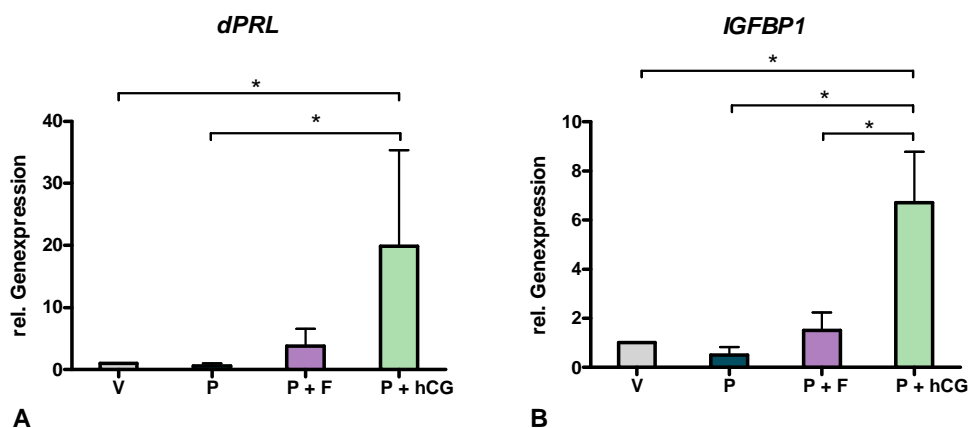 dPRL
*
*
rel. Genexpression
40
30
20
10
0
V P P + F P + hCG
A
IGFBP1
*
*
*
rel. Genexpression
10
8
6
4
2
0
V P P + F P + hCG
B